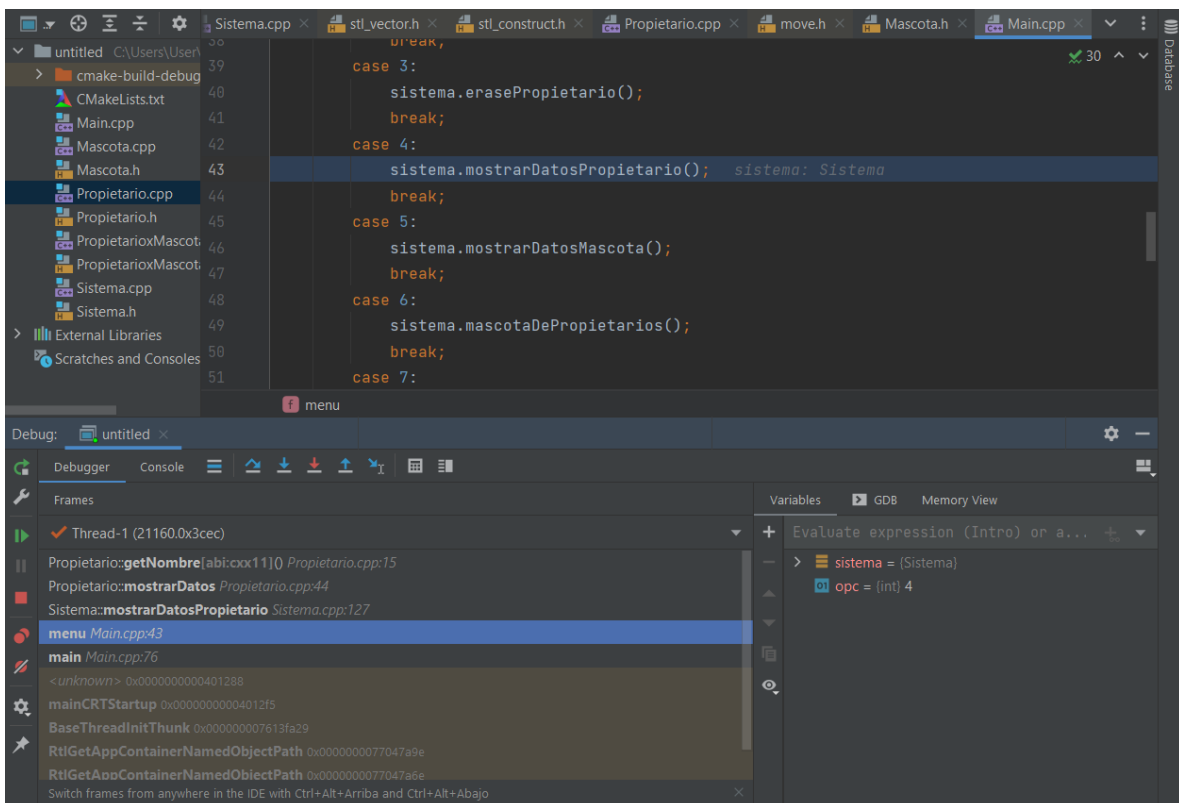 Sistema.cpp stl_vector.h stl_construct.h Propietario.cpp move.h Mascota.h Main.cpp
untitled C:\Users\User\
cmake-build-debug
CMakeLists.txt
Main.cpp
Mascota.cpp
Mascota.h
Propietario.cpp
Propietario.h
PropietarioxMascota
PropietarioxMascota
Sistema.cpp
Sistema.h
External Libraries
Scratches and Consoles
38 break;
39 case 3:
40 sistema.erasePropietario();
41 break;
42 case 4:
43 sistema.mostrarDatosPropietario(); sistema: Sistema
44 break;
45 case 5:
46 sistema.mostrarDatosMascota();
47 break;
48 case 6:
49 sistema.mascotaDePropietarios();
50 break;
51 case 7:
30
Database
f menu
Debug: untitled
Debugger Console
Frames
Thread-1 (21160.0x3cec)
Propietario::getNombre[abi:cxx11]() Propietario.cpp:15
Propietario::mostrarDatos Propietario.cpp:44
Sistema::mostrarDatosPropietario Sistema.cpp:127
menu Main.cpp:43
main Main.cpp:76
<unknown> 0x0000000000401288
mainCRTStartup 0x00000000004012f5
BaseThreadInitThunk 0x000000007613fa29
RtlGetAppContainerNamedObjectPath 0x0000000077047a9e
RtlGetAppContainerNamedObjectPath 0x0000000077047a6e
Switch frames from anywhere in the IDE with Ctrl+Alt+Arriba and Ctrl+Alt+Abajo
Variables GDB Memory View
Evaluate expression (Intro) or a...
sistema = {Sistema}
01 opc = {int} 4